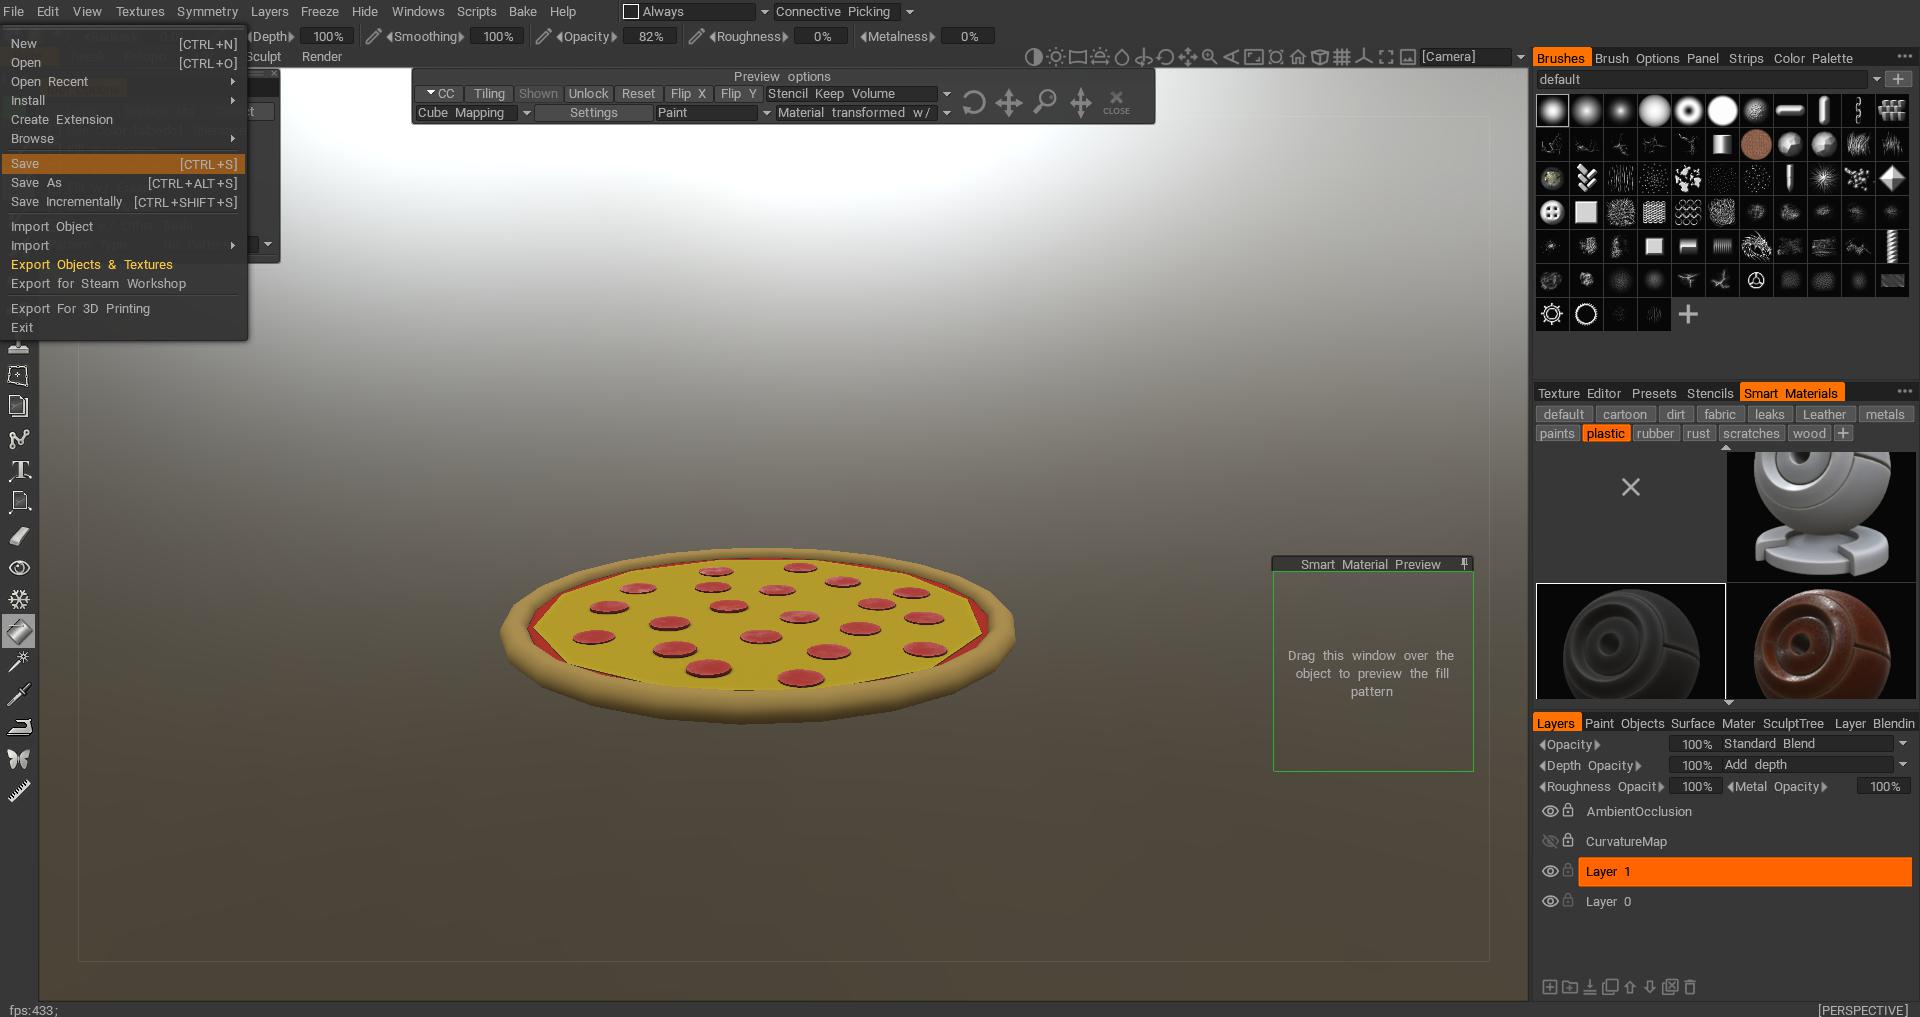 File Edit View Textures Symmetry Layers Freeze Hide Windows Scripts Bake Help Always Connective Picking
Depth 100% Smoothing 100% Opacity 82% Roughness 0% Metalness 0%
Sculpt Render [Camera]
New [CTRL+N]
Open [CTRL+O]
Open Recent
Install
Create Extension
Browse
Save [CTRL+S]
Save As [CTRL+ALT+S]
Save Incrementally [CTRL+SHIFT+S]
Import Object
Import
Export Objects & Textures
Export for Steam Workshop
Export For 3D Printing
Exit
Preview options
CC Tiling Shown Unlock Reset Flip X Flip Y Stencil Keep Volume
Cube Mapping Settings Paint Material transformed w/
CLOSE
Brushes Brush Options Panel Strips Color Palette
default
Texture Editor Presets Stencils Smart Materials
default cartoon dirt fabric leaks Leather metals
paints plastic rubber rust scratches wood
Smart Material Preview
Drag this window over the
object to preview the fill
pattern
Layers Paint Objects Surface Mater SculptTree Layer Blendin
Opacity 100% Standard Blend
Depth Opacity 100% Add depth
Roughness Opacit 100% Metal Opacity 100%
AmbientOcclusion
CurvatureMap
Layer 1
Layer 0
fps:433;
[PERSPECTIVE]